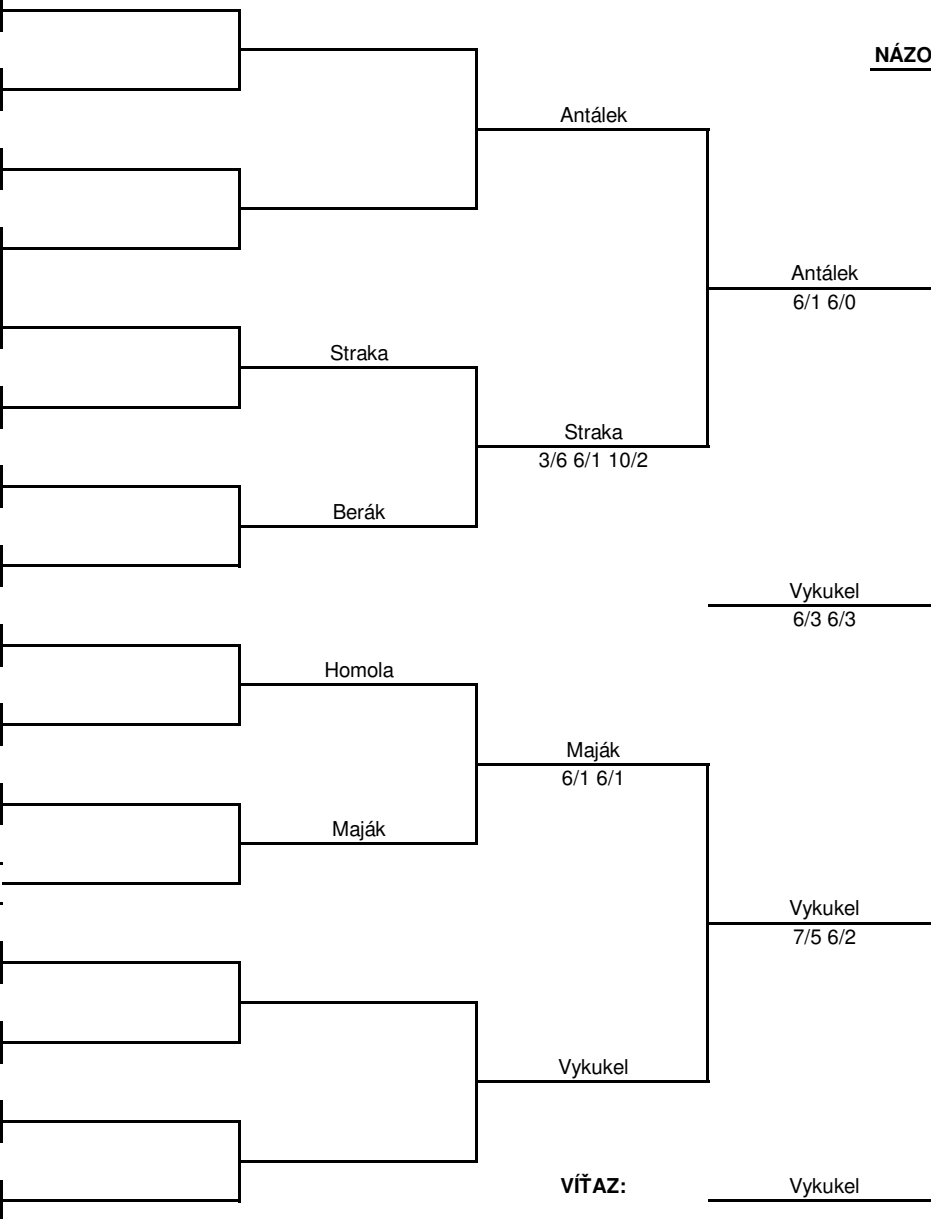 NÁZO
Antálek
Antálek
6/1 6/0
Straka
Straka
3/6 6/1 10/2
Berák
Vykukel
6/3 6/3
Homola
Maják
6/1 6/1
Maják
Vykukel
7/5 6/2
Vykukel
VÍŤAZ: Vykukel